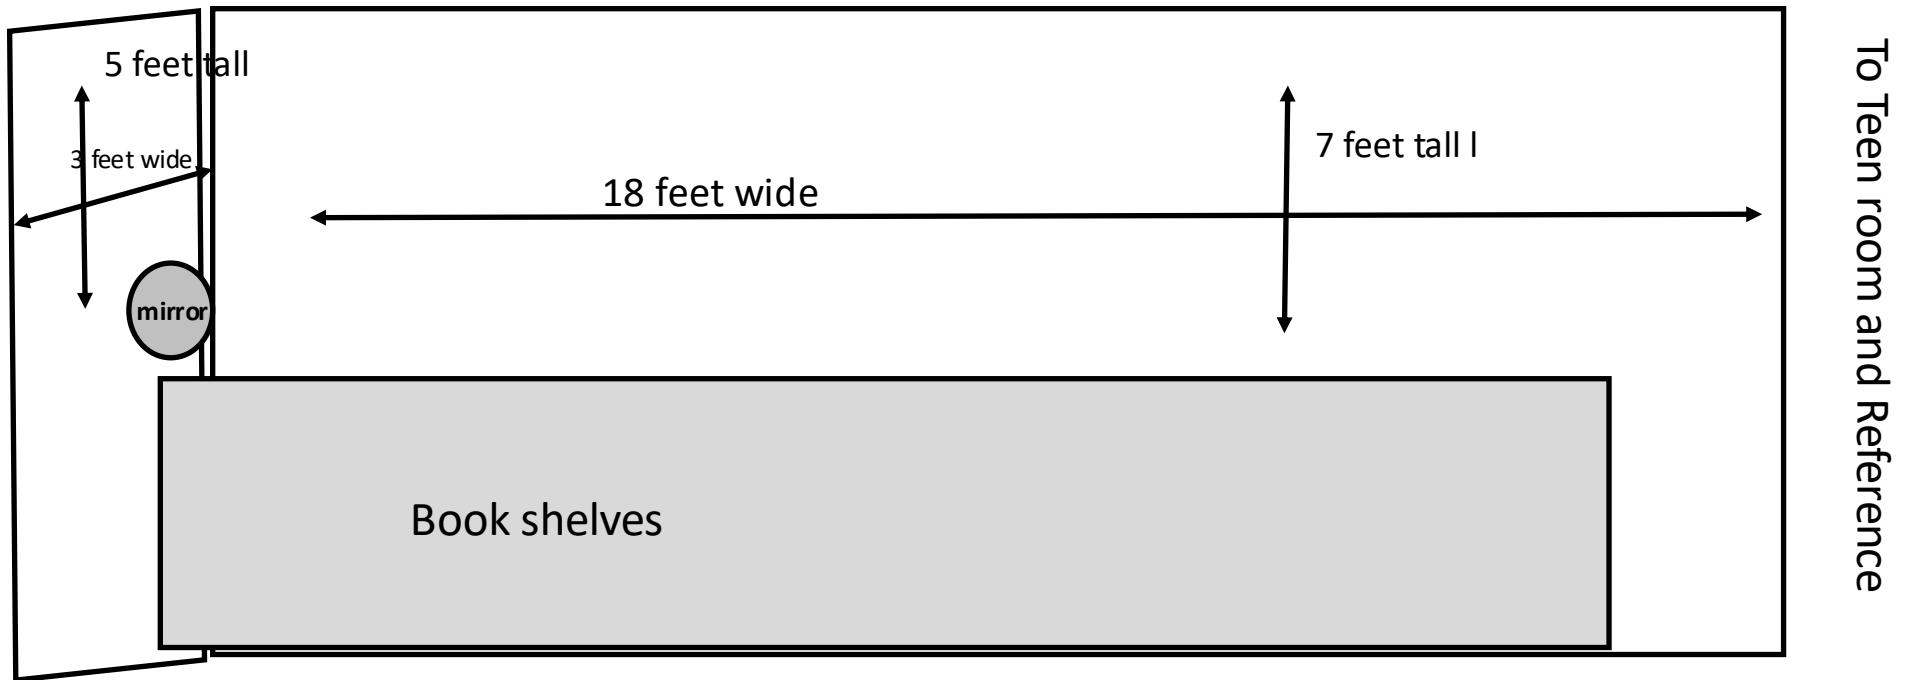 5 feet tall
3 feet wide
7 feet tall l
18 feet wide
mirror
Book shelves
To Teen room and Reference